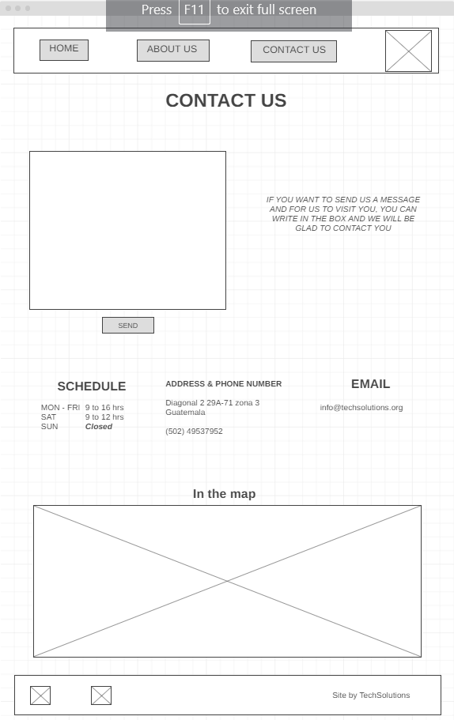 Press F11 to exit full screen
HOME
ABOUT US
CONTACT US
CONTACT US
IF YOU WANT TO SEND US A MESSAGE
AND FOR US TO VISIT YOU, YOU CAN
WRITE IN THE BOX AND WE WILL BE
GLAD TO CONTACT YOU
SEND
SCHEDULE
MON - FRI 9 to 16 hrs
SAT 9 to 12 hrs
SUN Closed
ADDRESS & PHONE NUMBER
Diagonal 2 29A-71 zona 3
Guatemala
(502) 49537952
EMAIL
info@techsolutions.org
In the map
Site by TechSolutions